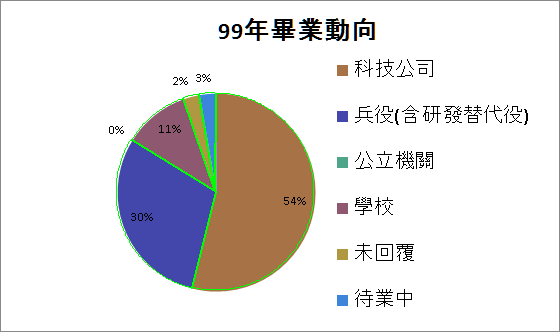 99年畢業動向
科技公司
兵役(含研發替代役)
公立機關
學校
未回覆
待業中
54%
30%
0%
11%
2%
3%